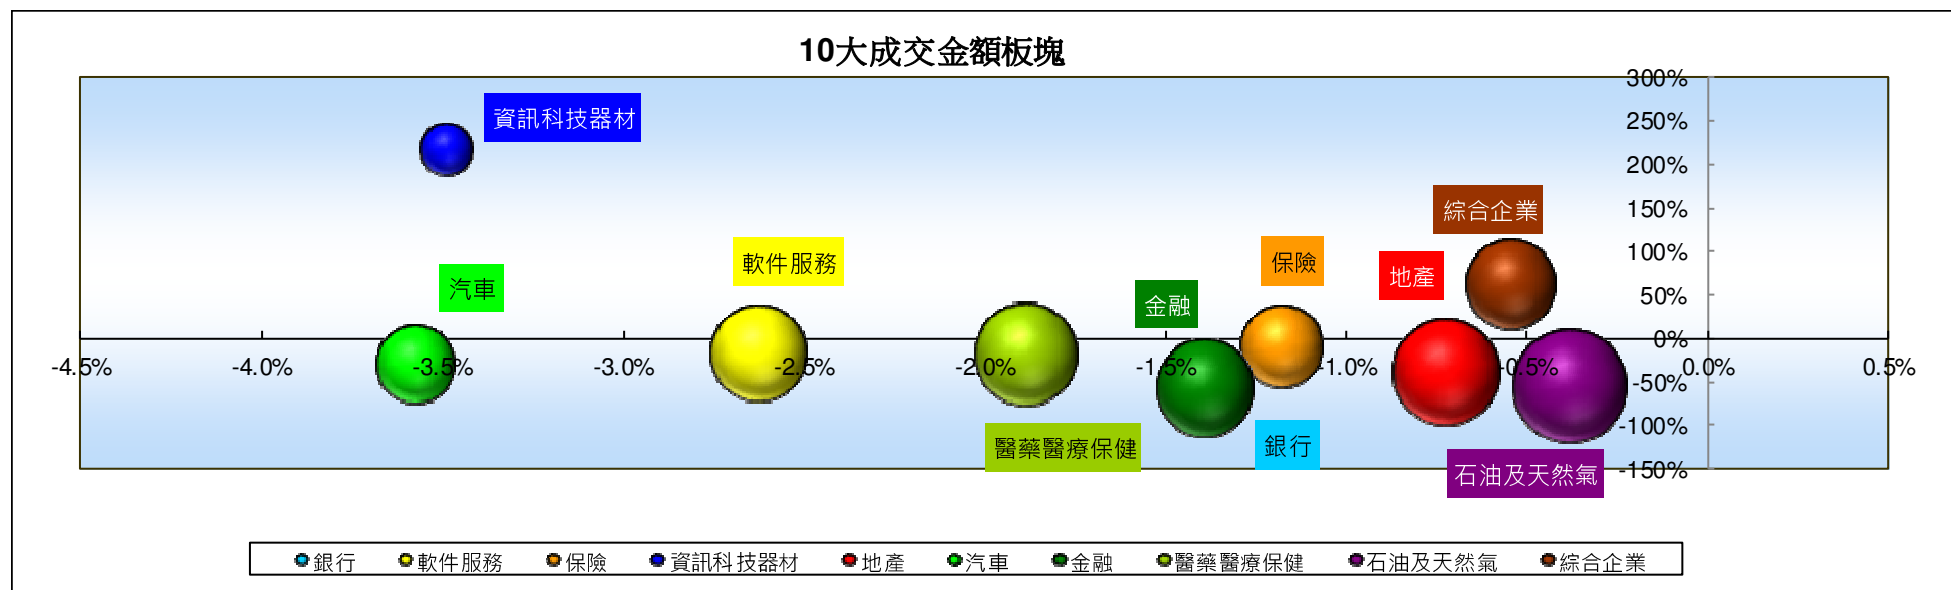 10大成交金額板塊
300%
資訊科技器材
250%
200%
綜合企業
150%
軟件服務
保險
100%
地產
汽車
金融
50%
0%
-4.5% -4.0% -3.5% -3.0% -2.5% -2.0% -1.5% -1.0% -0.5% 0.0% 0.5%
-50%
-100%
醫藥醫療保健
銀行
石油及天然氣
-150%
銀行 軟件服務 保險 資訊科技器材 地產 汽車 金融 醫藥醫療保健 石油及天然氣 綜合企業